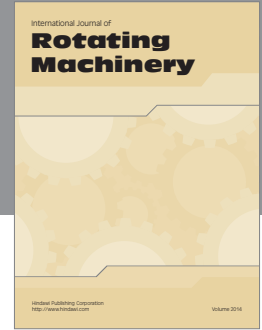 International Journal of
Rotating
Machinery
Hindawi Publishing Corporation
http://www.hindawi.com
Volume 2014